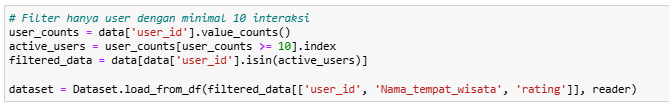 # Filter hanya user dengan minimal 10 interaksi
user_counts = data['user_id'].value_counts()
active_users = user_counts[user_counts >= 10].index
filtered_data = data[data['user_id'].isin(active_users)]
dataset = Dataset.load_from_df(filtered_data[['user_id', 'Nama_tempat_wisata', 'rating']], reader)